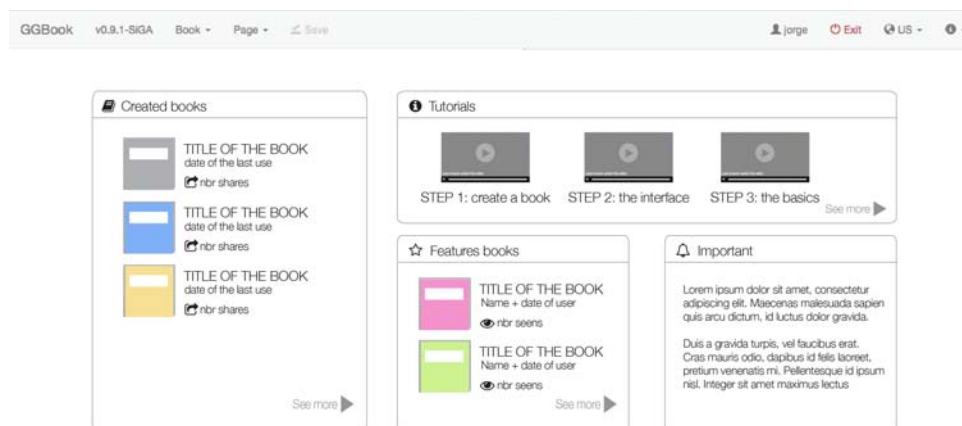 GGBook v0.9.1-SiGA Book Page Save jorge Exit US
Created books
TITLE OF THE BOOK
date of the last use
nbr shares
TITLE OF THE BOOK
date of the last use
nbr shares
TITLE OF THE BOOK
date of the last use
nbr shares
See more
Tutorials
STEP 1: create a book
STEP 2: the interface
STEP 3: the basics
See more
Features books
TITLE OF THE BOOK
Name + date of user
nbr seens
TITLE OF THE BOOK
Name + date of user
nbr seens
See more
Important
Lorem ipsum dolor sit amet, consectetur
adipiscing elit. Maecenas malesuada sapien
quis arcu dictum, id luctus dolor gravida.
Duis a gravida turpis, vel faucibus erat.
Cras mauris odio, dapibus id felis laoreet,
pretium venenatis mi. Pellentesque id ipsum
nisl. Integer sit amet maximus lectus